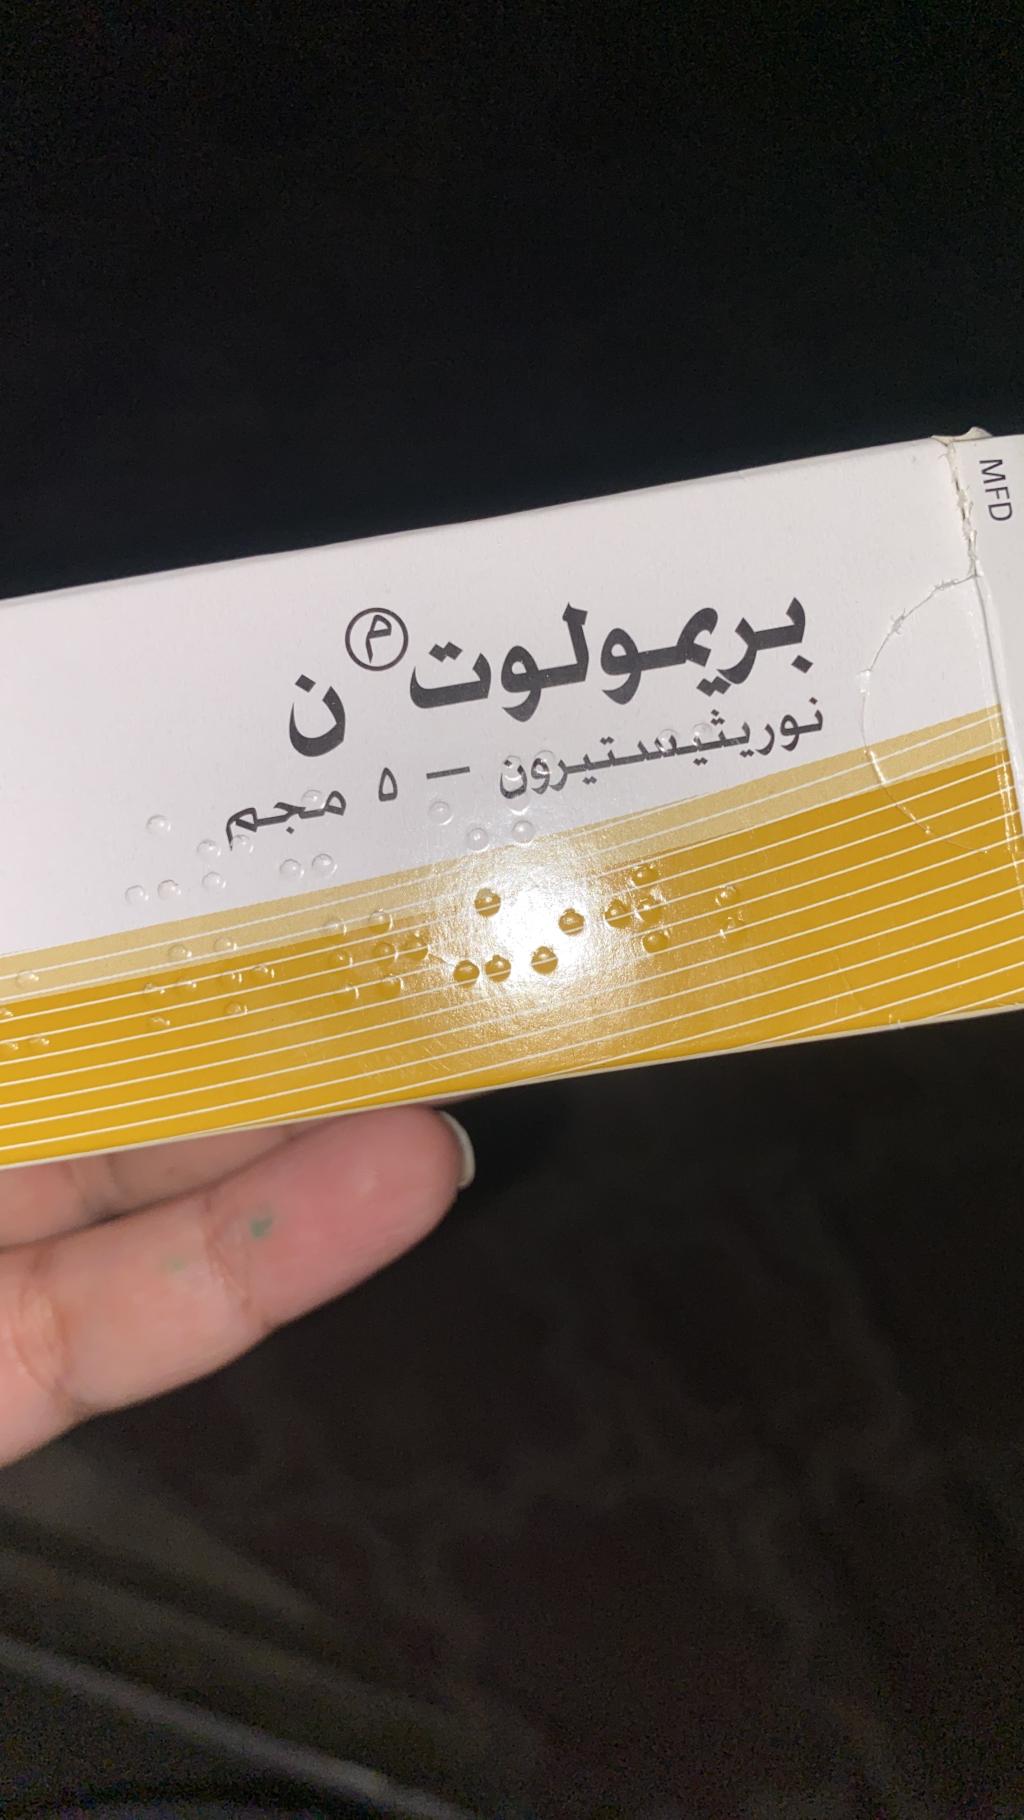 بريمولوت م ن
نوريثيستيرون – ٥ مجم
MFD